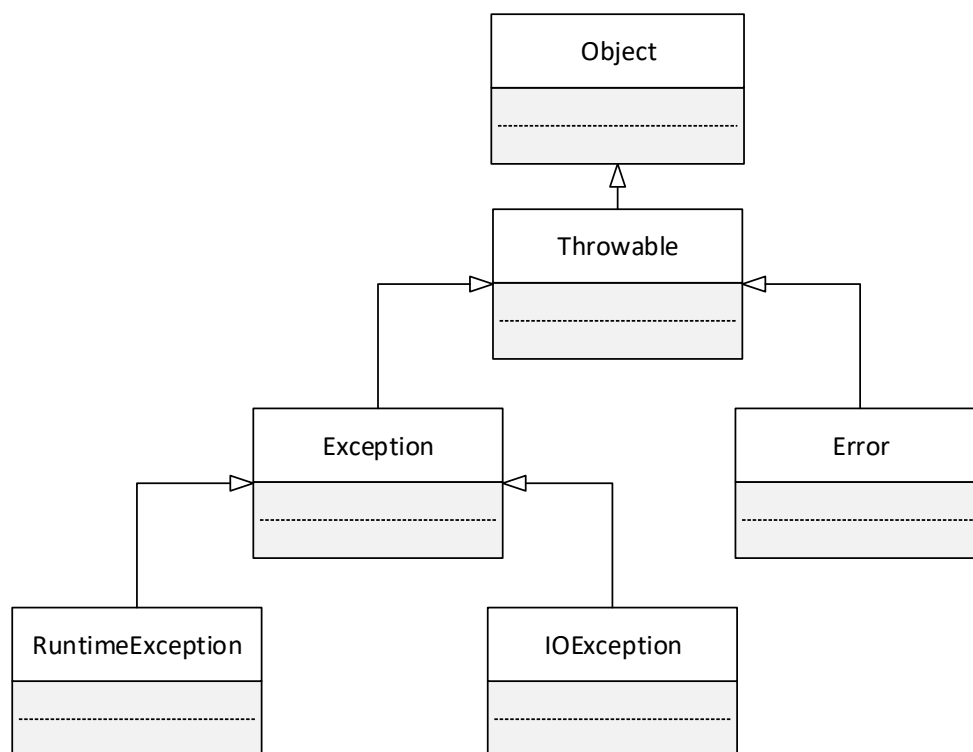 Object
Throwable
Exception
Error
RuntimeException
IOException